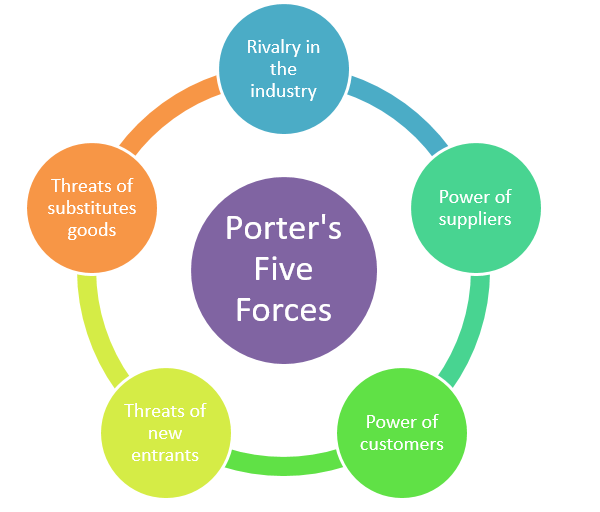 Rivalry in
the
industry
Power of
suppliers
Power of
customers
Threats of
new
entrants
Threats of
substitutes
goods
Porter's
Five
Forces